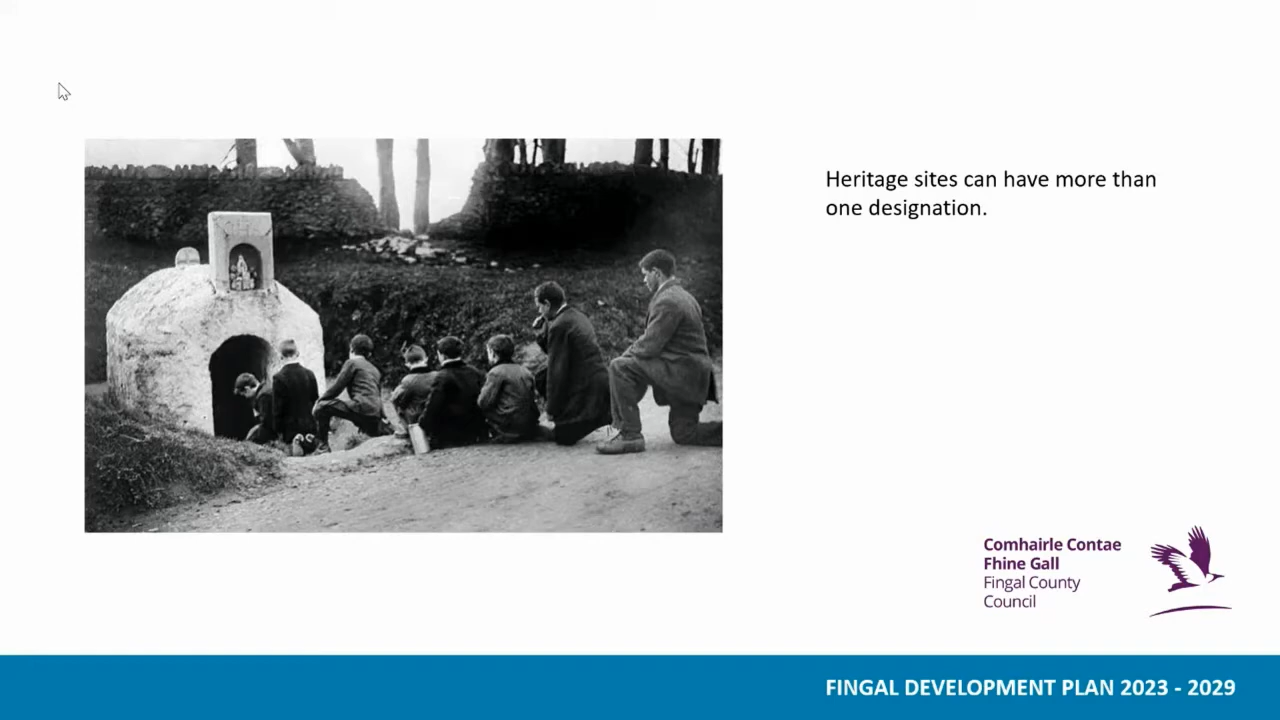 Heritage sites can have more than
one designation.
Comhairle Contae
Fhine Gall
Fingal County
Council
FINGAL DEVELOPMENT PLAN 2023 - 2029